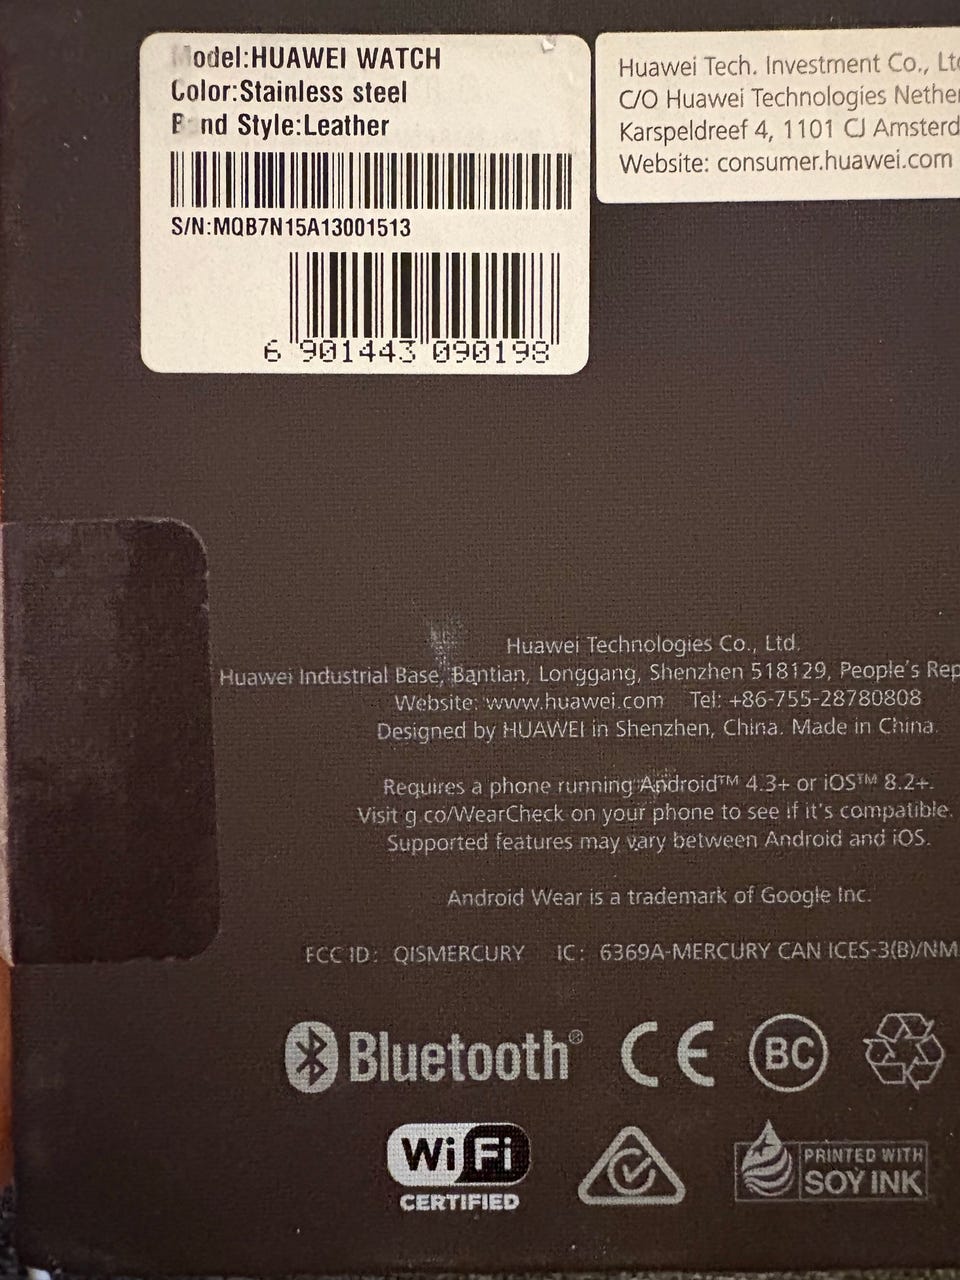 Model:HUAWEI WATCH
Color:Stainless steel
Band Style:Leather
S/N:MQB7N15A13001513
6 901443 090198
Huawei Tech. Investment Co., Ltd
C/O Huawei Technologies Nether
Karspeldreef 4, 1101 CJ Amsterd
Website: consumer.huawei.com
Huawei Technologies Co., Ltd.
Huawei Industrial Base, Bantian, Longgang, Shenzhen 518129, People's Rep
Website: www.huawei.com Tel: +86-755-28780808
Designed by HUAWEI in Shenzhen, China. Made in China.
Requires a phone running Android™ 4.3+ or iOS™ 8.2+.
Visit g.co/WearCheck on your phone to see if it's compatible.
Supported features may vary between Android and iOS.
Android Wear is a trademark of Google Inc.
FCC ID: QISMERCURY IC: 6369A-MERCURY CAN ICES-3(B)/NM
Bluetooth® CE BC
Wi Fi
CERTIFIED
PRINTED WITH
SOY INK